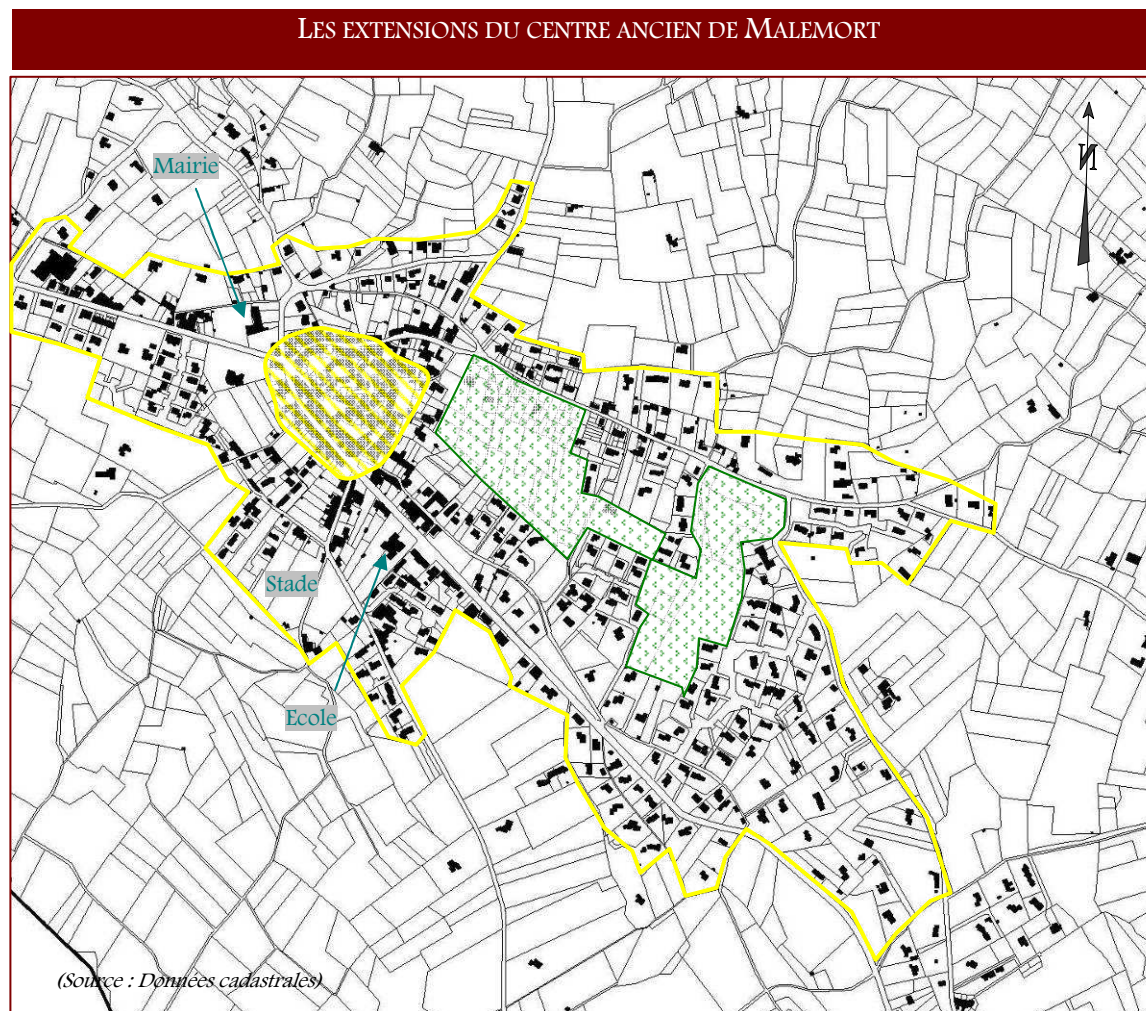 LES EXTENSIONS DU CENTRE ANCIEN DE MALEMORT
Mairie
N
Stade
Ecole
(Source : Données cadastrales)